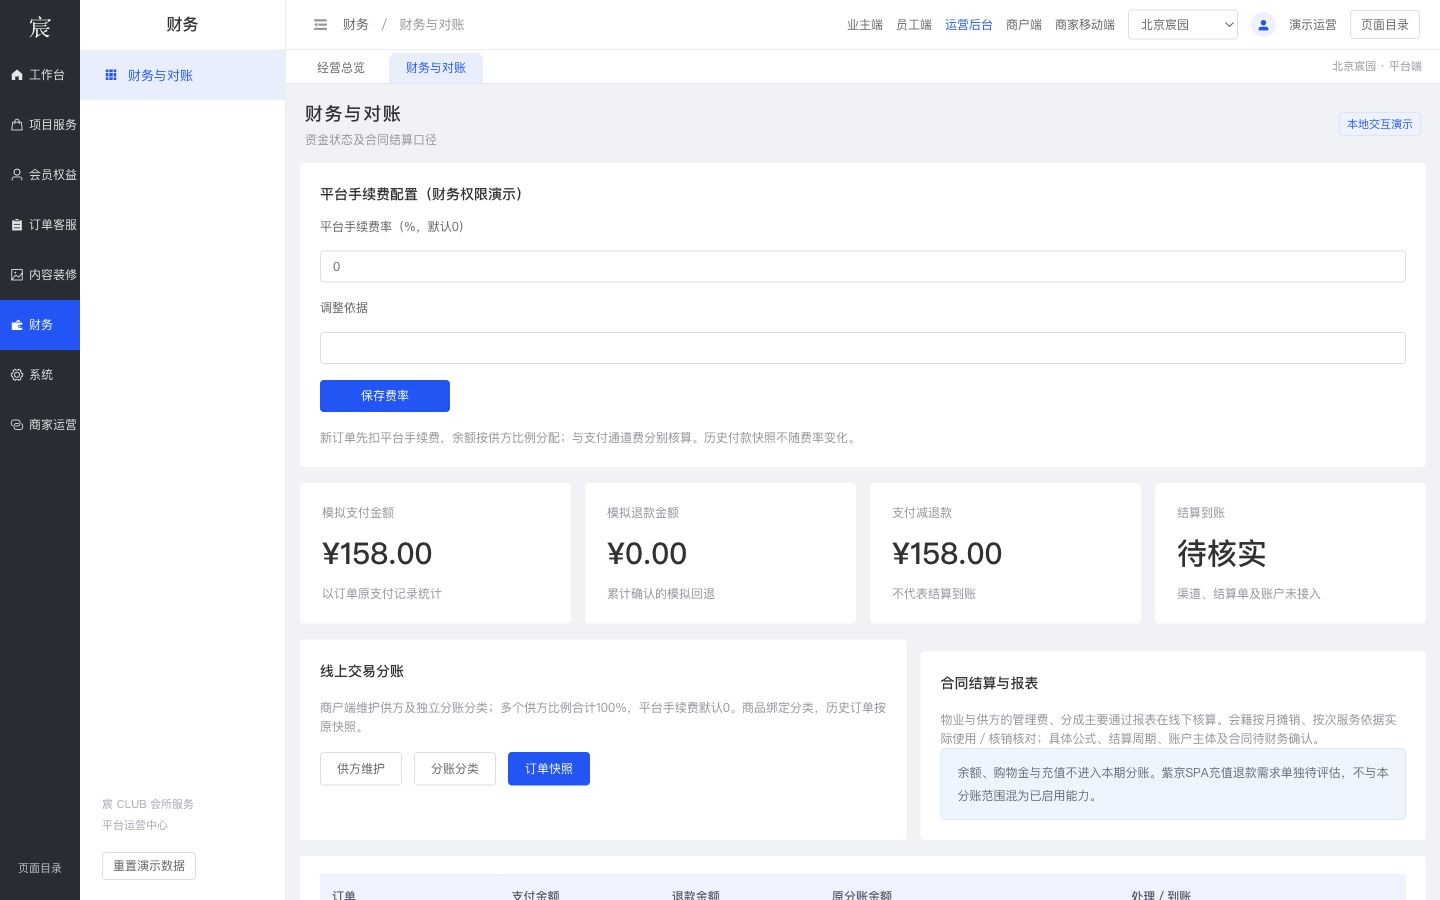 宸
工作台
项目服务
会员权益
订单客服
内容装修
财务
系统
商家运营
页面目录
财务
财务与对账
宸 CLUB 会所服务
平台运营中心
重置演示数据
财务 / 财务与对账
业主端 员工端 运营后台 商户端 商家移动端 北京宸园 演示运营 页面目录
经营总览 财务与对账
北京宸园 · 平台端
财务与对账
资金状态及合同结算口径
本地交互演示
平台手续费配置（财务权限演示）
平台手续费率（%，默认0）
0
调整依据
保存费率
新订单先扣平台手续费，余额按供方比例分配；与支付通道费分别核算。历史付款快照不随费率变化。
模拟支付金额
¥158.00
以订单原支付记录统计
模拟退款金额
¥0.00
累计确认的模拟回退
支付减退款
¥158.00
不代表结算到账
结算到账
待核实
渠道、结算单及账户未接入
线上交易分账
商户端维护供方及独立分账分类；多个供方比例合计100%，平台手续费默认0。商品绑定分类，历史订单按
原快照。
供方维护 分账分类 订单快照
合同结算与报表
物业与供方的管理费、分成主要通过报表在线下核算。会籍按月摊销、按次服务依据实
际使用 / 核销核对；具体公式、结算周期、账户主体及合同待财务确认。
余额、购物金与充值不进入本期分账。紫京SPA充值退款需求单独待评估，不与本
分账范围混为已启用能力。
订单 支付金额 退款金额 原分账金额 处理 / 到账